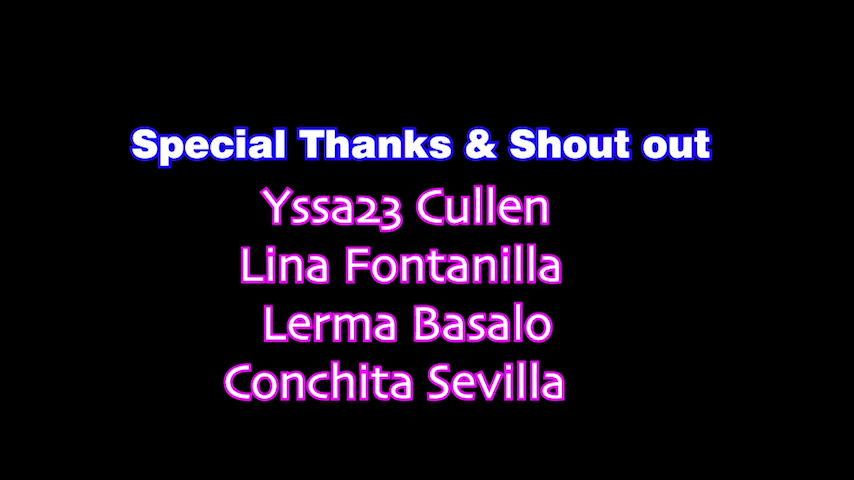 Special Thanks & Shout out
Yssa23 Cullen
Lina Fontanilla
Lerma Basalo
Conchita Sevilla